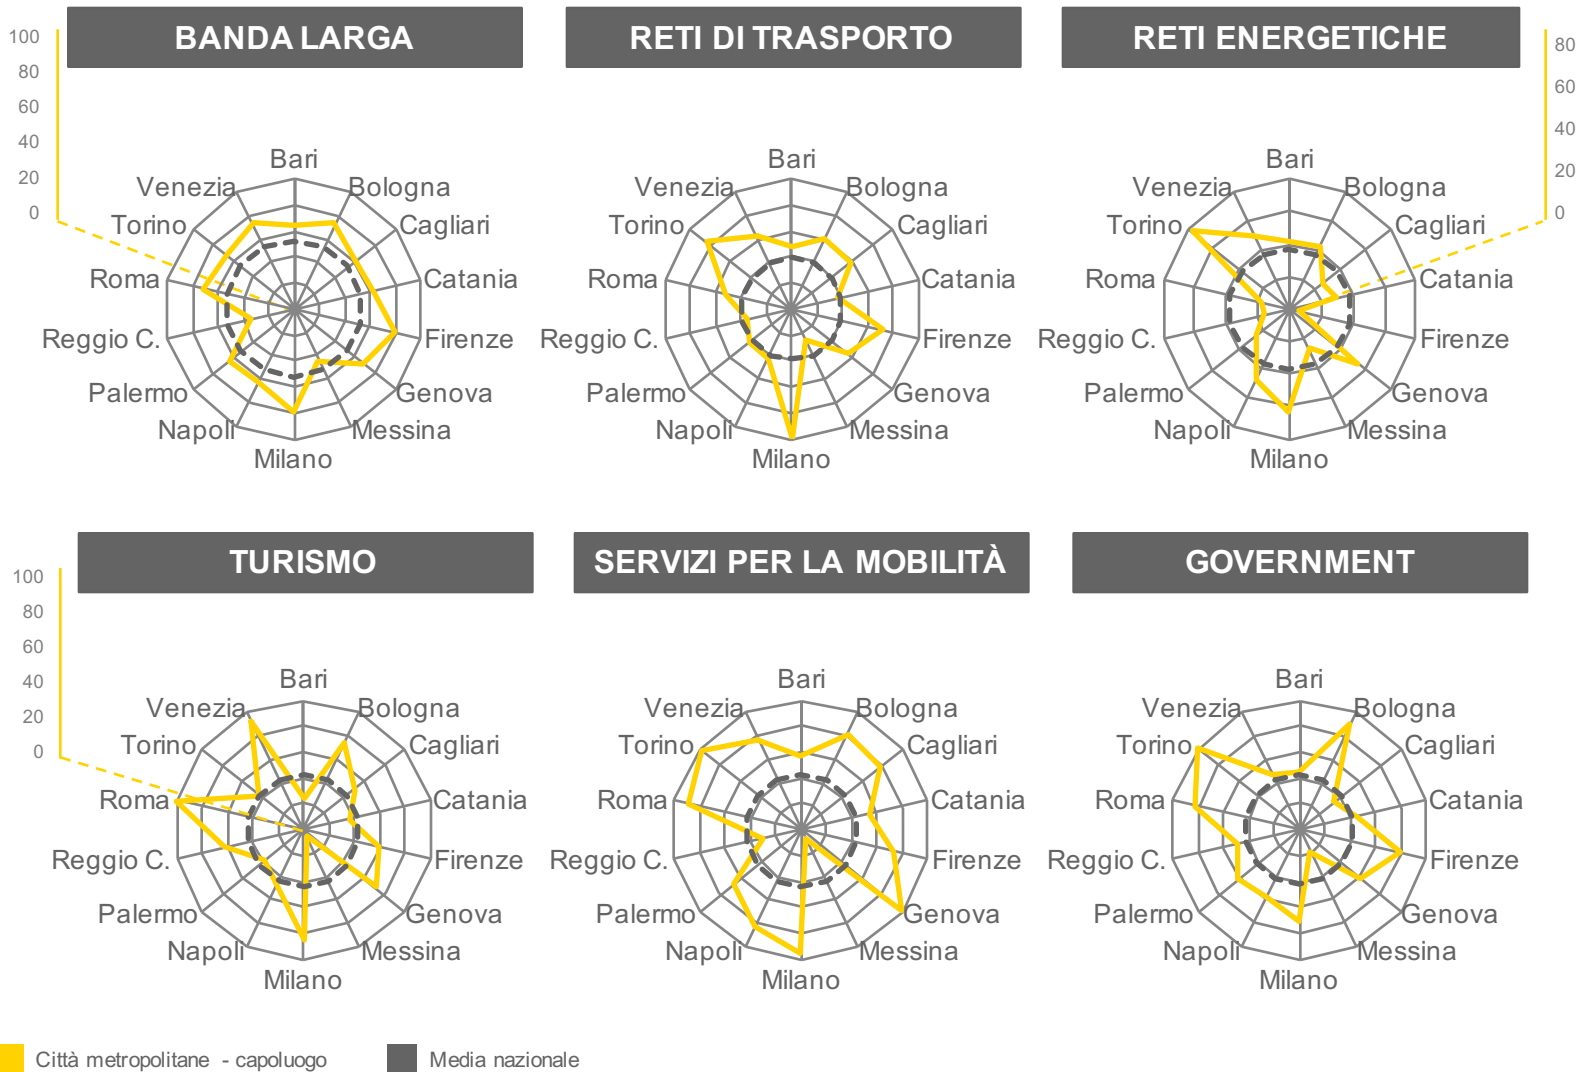 BANDA LARGA
RETI DI TRASPORTO
RETI ENERGETICHE
100
80
60
40
20
0
80
60
40
20
0
Bari
Bologna
Cagliari
Catania
Firenze
Genova
Messina
Milano
Napoli
Palermo
Reggio C.
Roma
Torino
Venezia
Bari
Bologna
Cagliari
Catania
Firenze
Genova
Messina
Milano
Napoli
Palermo
Reggio C.
Roma
Torino
Venezia
Bari
Bologna
Cagliari
Catania
Firenze
Genova
Messina
Milano
Napoli
Palermo
Reggio C.
Roma
Torino
Venezia
TURISMO
SERVIZI PER LA MOBILITÀ
GOVERNMENT
100
80
60
40
20
0
Bari
Bologna
Cagliari
Catania
Firenze
Genova
Messina
Milano
Napoli
Palermo
Reggio C.
Roma
Torino
Venezia
Bari
Bologna
Cagliari
Catania
Firenze
Genova
Messina
Milano
Napoli
Palermo
Reggio C.
Roma
Torino
Venezia
Bari
Bologna
Cagliari
Catania
Firenze
Genova
Messina
Milano
Napoli
Palermo
Reggio C.
Roma
Torino
Venezia
Città metropolitane - capoluogo
Media nazionale